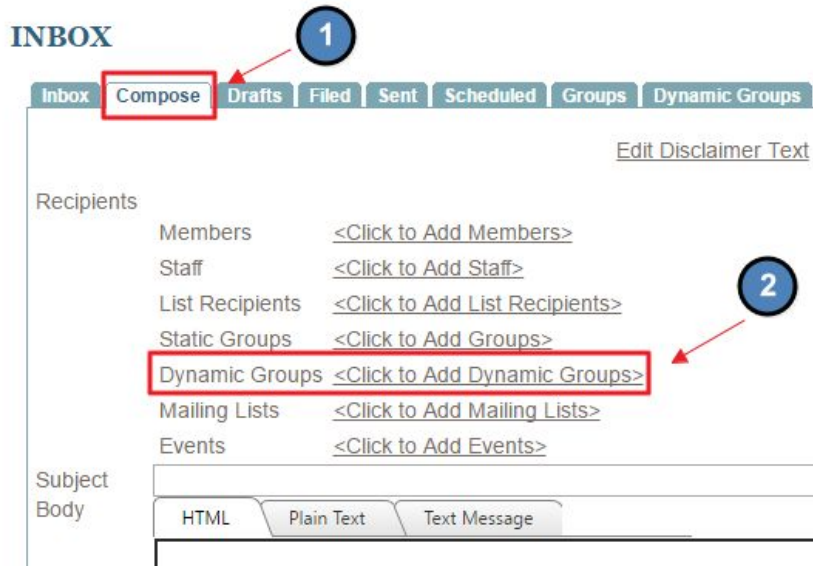 INBOX
1
Inbox Compose Drafts Filed Sent Scheduled Groups Dynamic Groups
Edit Disclaimer Text
Recipients
Members <Click to Add Members>
Staff <Click to Add Staff>
2
List Recipients <Click to Add List Recipients>
Static Groups <Click to Add Groups>
Dynamic Groups <Click to Add Dynamic Groups>
Mailing Lists <Click to Add Mailing Lists>
Events <Click to Add Events>
Subject
Body
HTML Plain Text Text Message